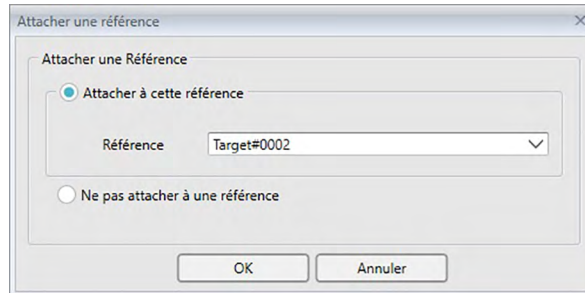 Attacher une référence
Attacher une Référence
Attacher à cette référence
Référence
Target#0002
Ne pas attacher à une référence
OK
Annuler